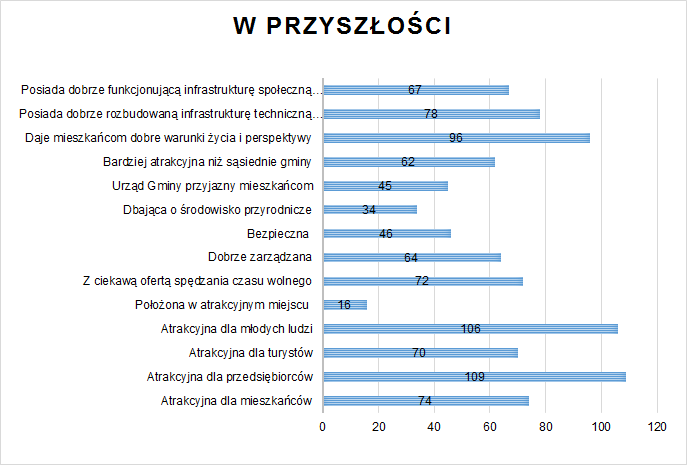 W PRZYSZŁOŚCI
Posiada dobrze funkcjonującą infrastrukturę społeczną... 67
Posiada dobrze rozbudowaną infrastrukturę techniczną... 78
Daje mieszkańcom dobre warunki życia i perspektywy 96
Bardziej atrakcyjna niż sąsiednie gminy 62
Urząd Gminy przyjazny mieszkańcom 45
Dbająca o środowisko przyrodnicze 34
Bezpieczna 46
Dobrze zarządzana 64
Z ciekawą ofertą spędzania czasu wolnego 72
Położona w atrakcyjnym miejscu 16
Atrakcyjna dla młodych ludzi 106
Atrakcyjna dla turystów 70
Atrakcyjna dla przedsiębiorców 109
Atrakcyjna dla mieszkańców 74
0 20 40 60 80 100 120